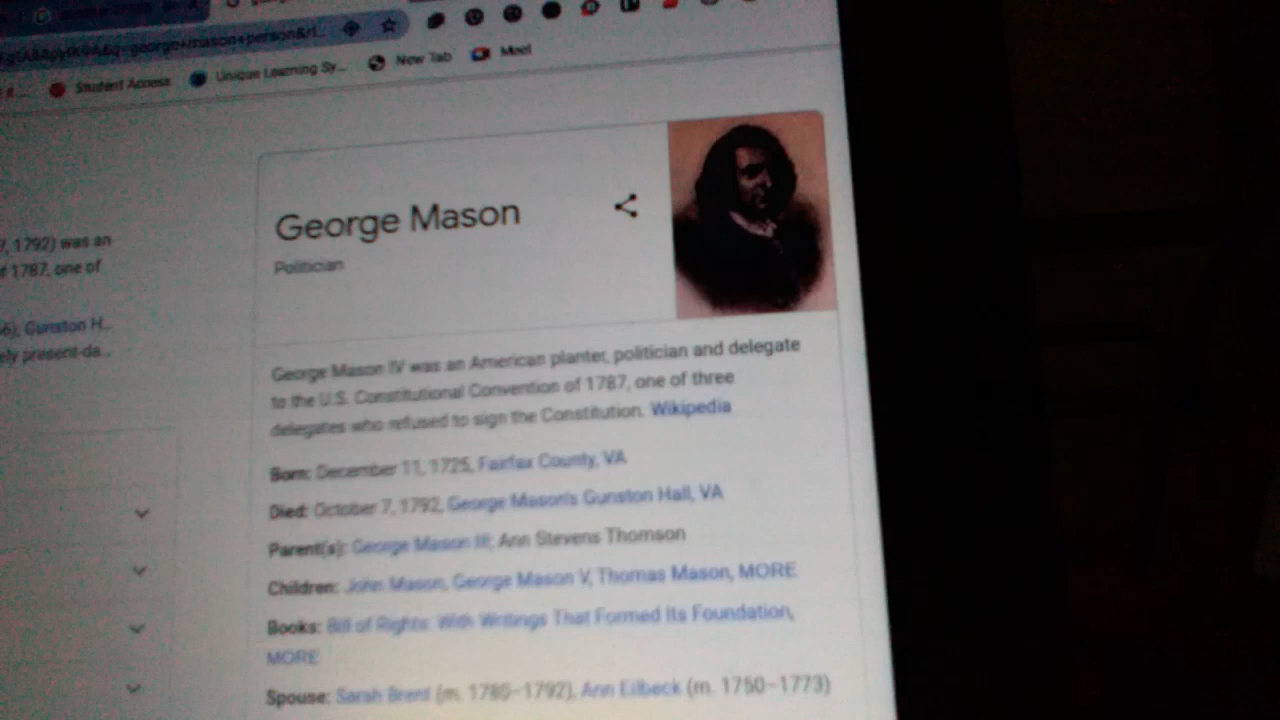 george+mason+person&rl...
Student Access
Unique Learning Sy...
New Tab
Meet
7, 1792) was an
1787, one of
Gunston H...
ely present-da...
George Mason
Politician
George Mason IV was an American planter, politician and delegate
to the U.S. Constitutional Convention of 1787, one of three
delegates who refused to sign the Constitution. Wikipedia
Born: December 11, 1725, Fairfax County, VA
Died: October 7, 1792, George Mason's Gunston Hall, VA
Parent(s): George Mason III; Ann Stevens Thomson
Children: John Mason, George Mason V, Thomas Mason, MORE
Books: Bill of Rights: With Writings That Formed Its Foundation,
MORE
Spouse: Sarah Brent (m. 1780–1792), Ann Eilbeck (m. 1750–1773)